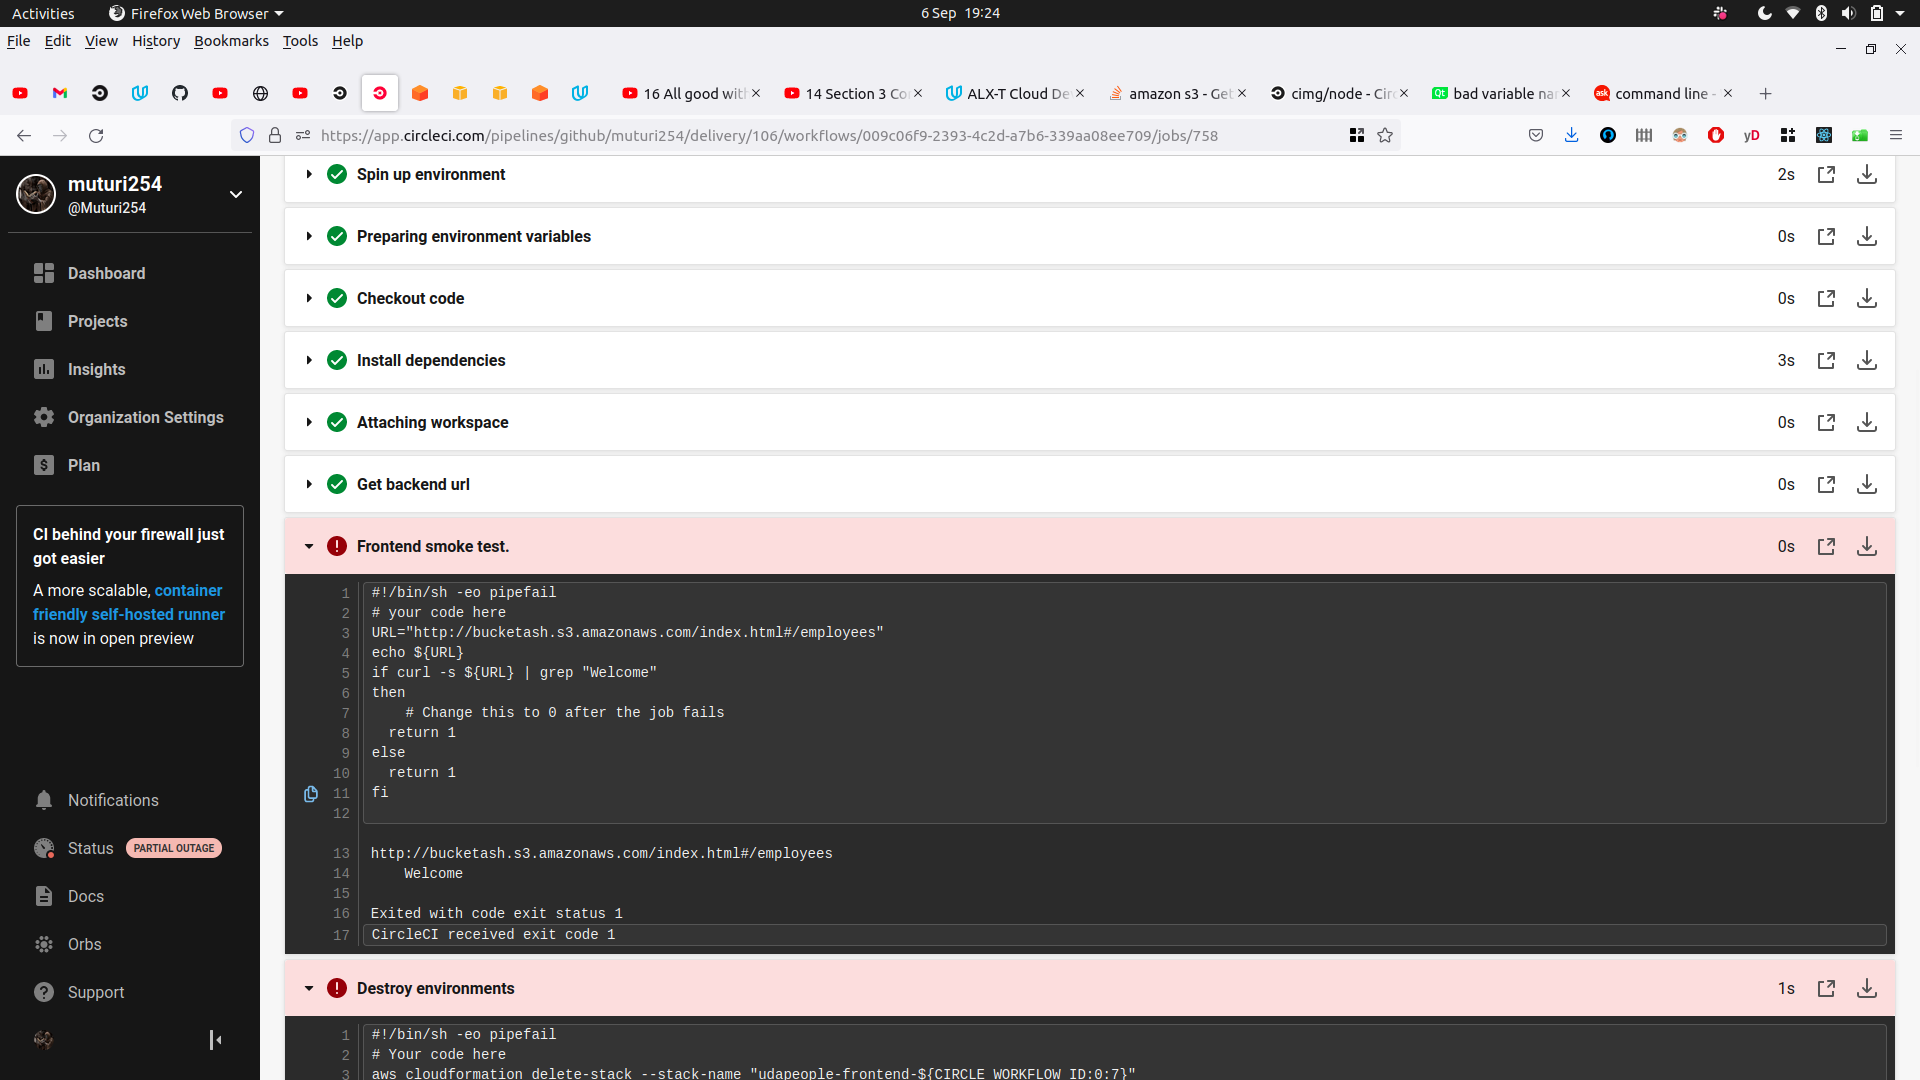 Activities
Firefox Web Browser
6 Sep 19:24
File Edit View History Bookmarks Tools Help
16 All good wit
14 Section 3 Co
ALX-T Cloud De
amazon s3 - Get
cimg/node - Circ
bad variable na
command line -
https://app.circleci.com/pipelines/github/muturi254/delivery/106/workflows/009c06f9-2393-4c2d-a7b6-339aa08ee709/jobs/758
yD
muturi254
@Muturi254
Dashboard
Projects
Insights
Organization Settings
Plan
CI behind your firewall just
got easier
A more scalable, container
friendly self-hosted runner
is now in open preview
Notifications
Status PARTIAL OUTAGE
Docs
Orbs
Support
Spin up environment 2s
Preparing environment variables 0s
Checkout code 0s
Install dependencies 3s
Attaching workspace 0s
Get backend url 0s
Frontend smoke test. 0s
1 #!/bin/sh -eo pipefail
2 # your code here
3 URL="http://bucketash.s3.amazonaws.com/index.html#/employees"
4 echo ${URL}
5 if curl -s ${URL} | grep "Welcome"
6 then
7 # Change this to 0 after the job fails
8 return 1
9 else
10 return 1
11 fi
12
13 http://bucketash.s3.amazonaws.com/index.html#/employees
14 Welcome
15
16 Exited with code exit status 1
17 CircleCI received exit code 1
Destroy environments 1s
1 #!/bin/sh -eo pipefail
2 # Your code here
3 aws cloudformation delete-stack --stack-name "udapeople-frontend-${CIRCLE_WORKFLOW_ID:0:7}"